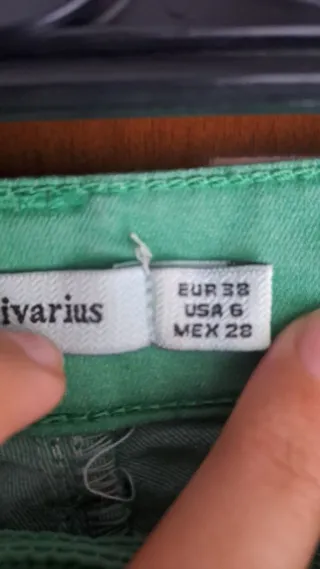 ivarius
EUR 38
USA 6
MEX 28